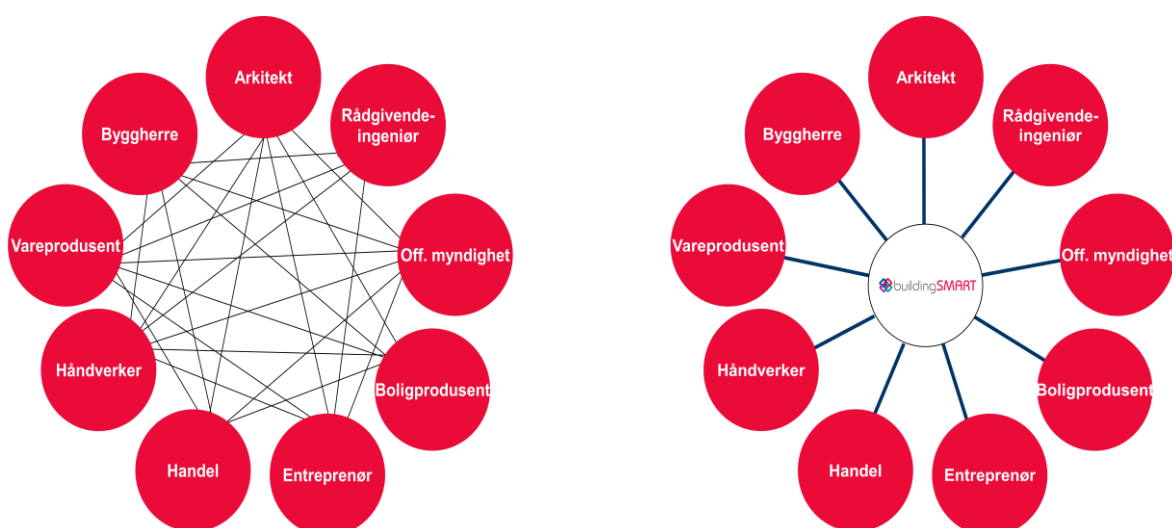 Arkitekt
Rådgivende-
ingeniør
Byggherre
Vareprodusent
Off. myndighet
Håndverker
Boligprodusent
Handel
Entreprenør
Arkitekt
Rådgivende-
ingeniør
Byggherre
Vareprodusent
Off. myndighet
buildingSMART
Håndverker
Boligprodusent
Handel
Entreprenør